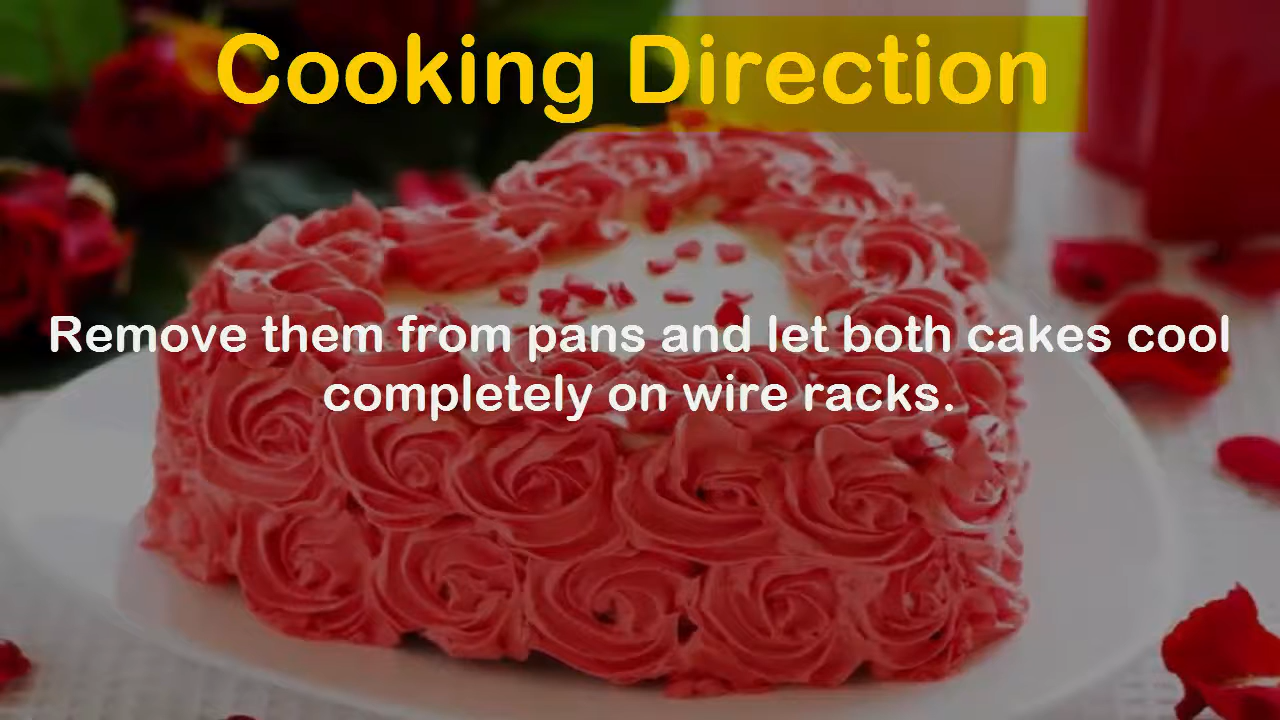 Cooking Direction
Remove them from pans and let both cakes cool
completely on wire racks.